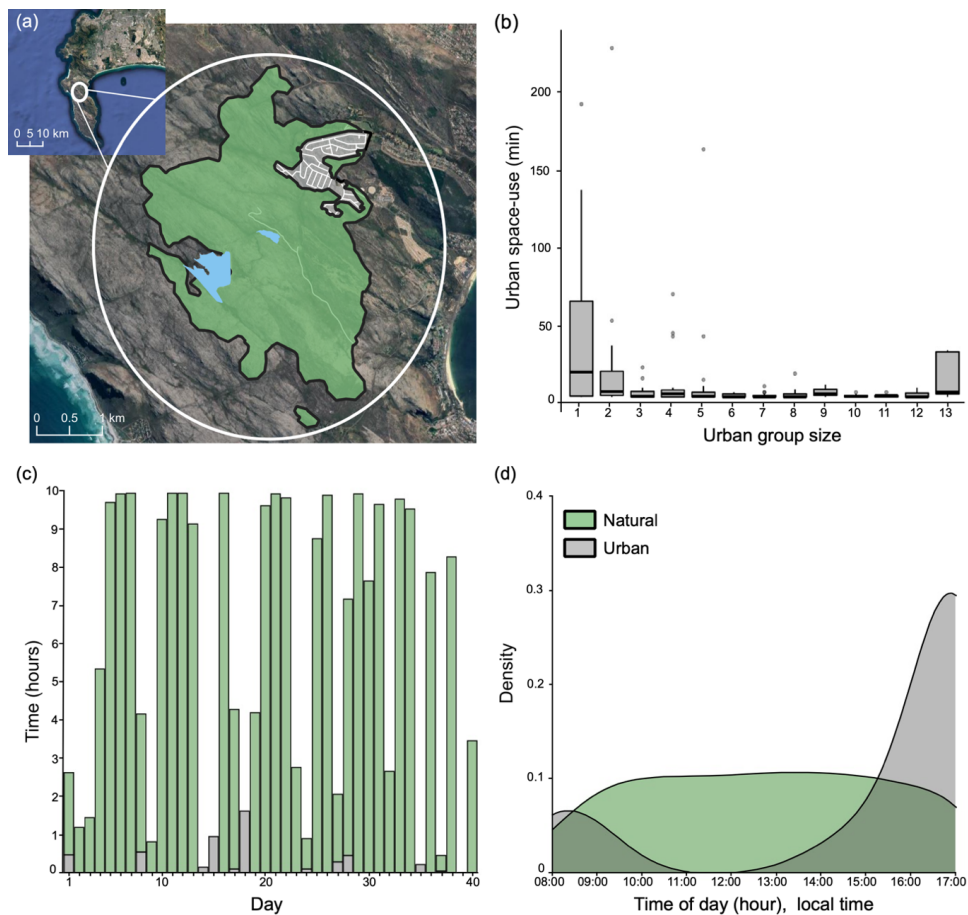 (a)
0 5 10 km
0 0.5 1 km
(b)
Urban space-use (min)
200
150
100
50
0
1 2 3 4 5 6 7 8 9 10 11 12 13
Urban group size
(c)
Time (hours)
10
9
8
7
6
5
4
3
2
1
0
1 10 20 30 40
Day
(d)
Natural
Urban
Density
0.4
0.3
0.2
0.1
0
08:00 09:00 10:00 11:00 12:00 13:00 14:00 15:00 16:00 17:00
Time of day (hour), local time